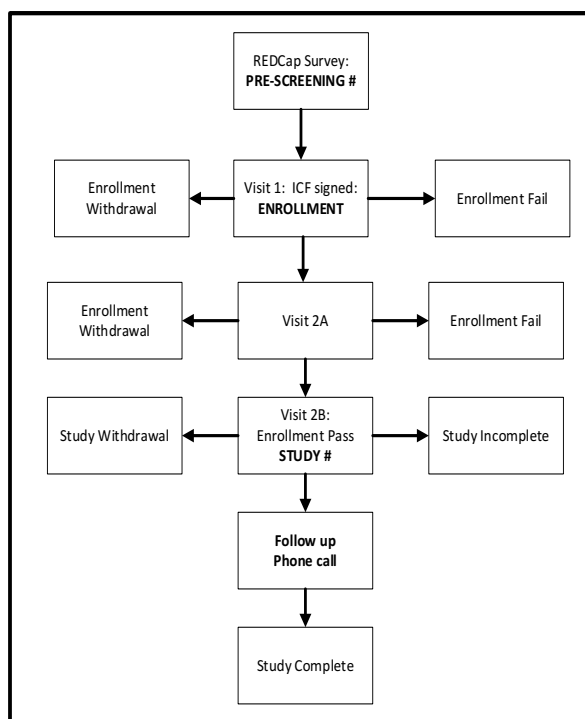 REDCap Survey:
PRE-SCREENING #
Enrollment
Withdrawal
Visit 1:  ICF signed:
ENROLLMENT
Enrollment Fail
Enrollment
Withdrawal
Visit 2A
Enrollment Fail
Study Withdrawal
Visit 2B:
Enrollment Pass
STUDY #
Study Incomplete
Follow up
Phone call
Study Complete